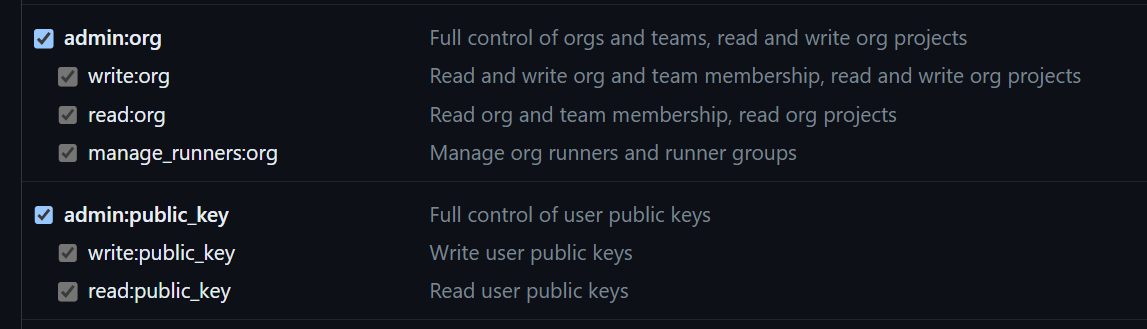 admin:org Full control of orgs and teams, read and write org projects
write:org Read and write org and team membership, read and write org projects
read:org Read org and team membership, read org projects
manage_runners:org Manage org runners and runner groups
admin:public_key Full control of user public keys
write:public_key Write user public keys
read:public_key Read user public keys